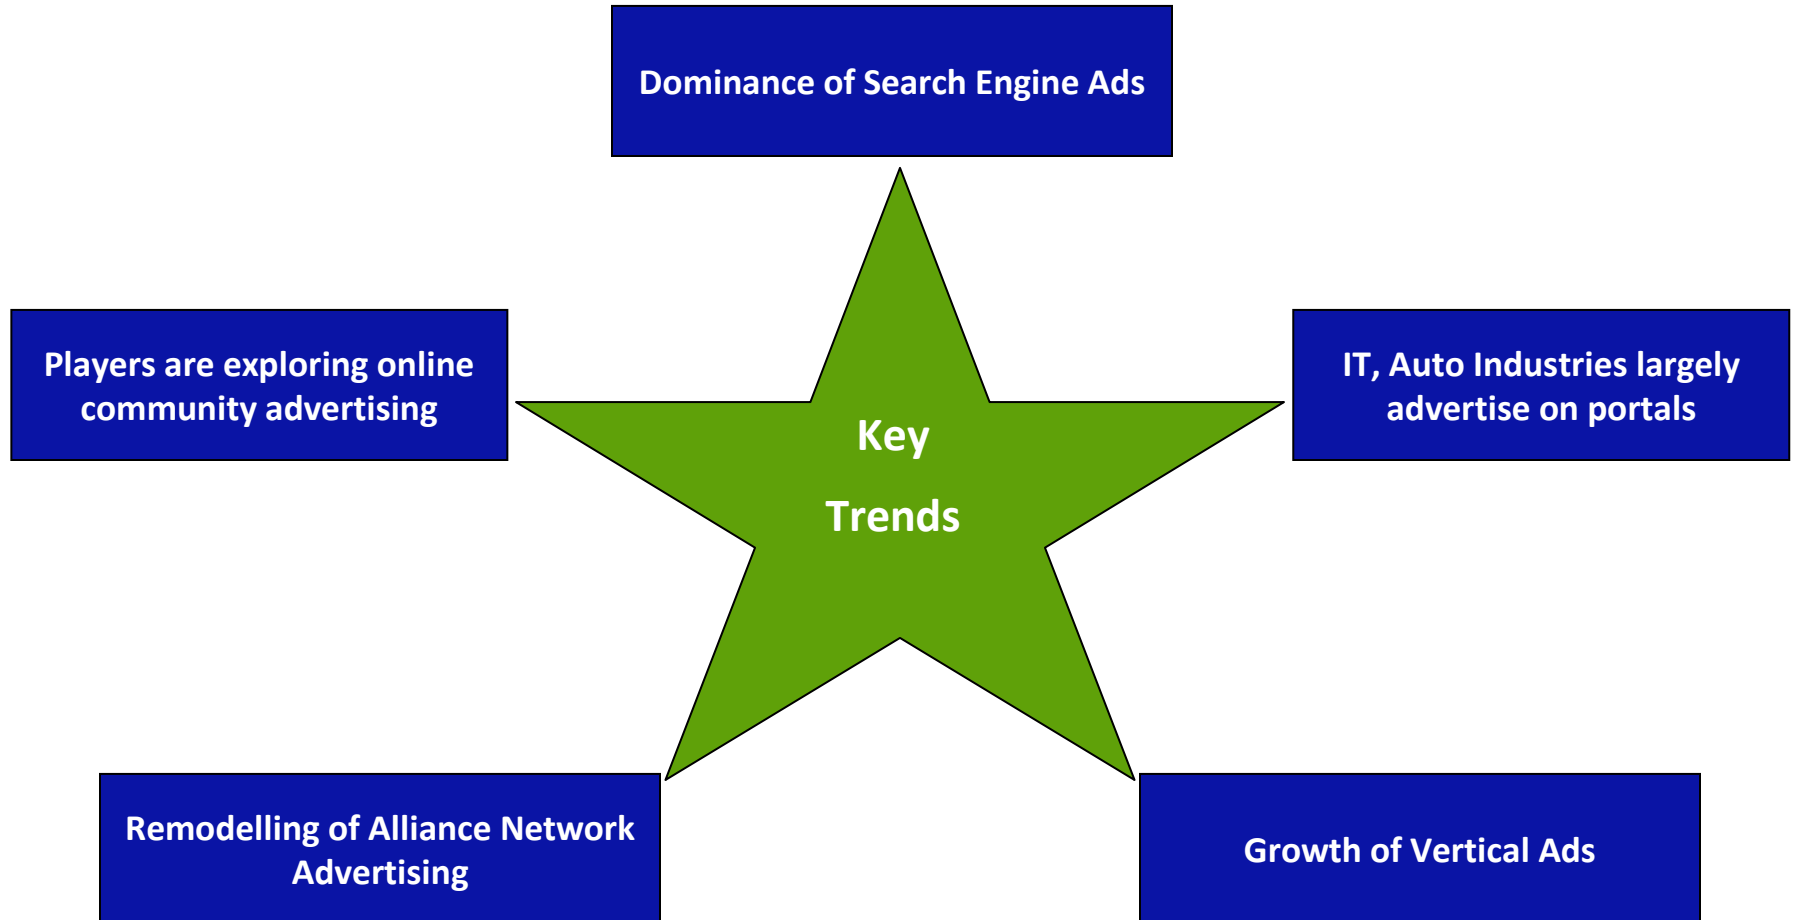 Dominance of Search Engine Ads
Players are exploring online
community advertising
IT, Auto Industries largely
advertise on portals
Key
Trends
Remodelling of Alliance Network
Advertising
Growth of Vertical Ads